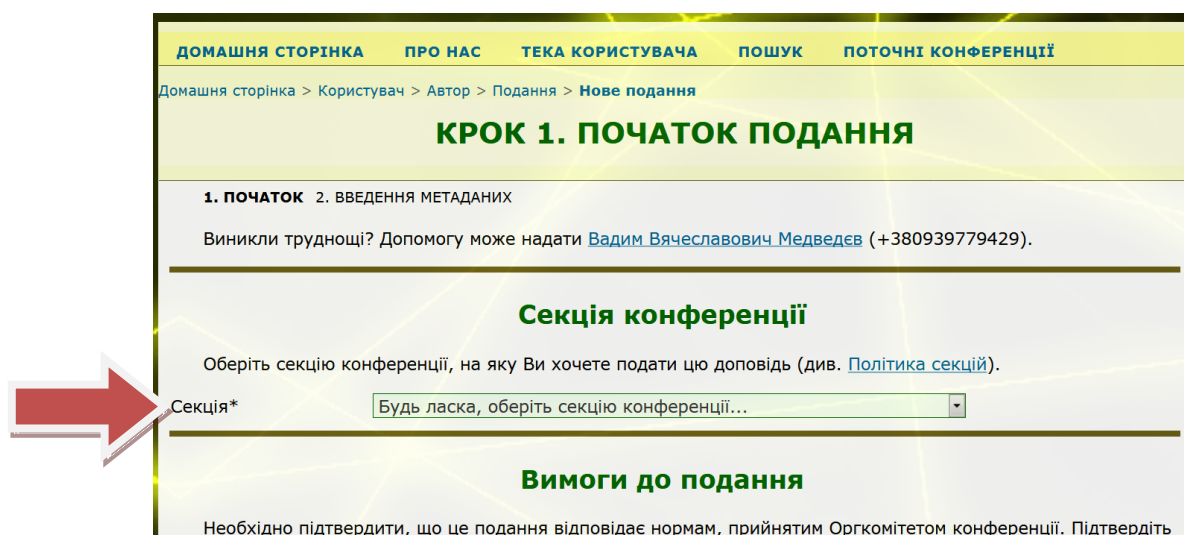 ДОМАШНЯ СТОРІНКА ПРО НАС ТЕКА КОРИСТУВАЧА ПОШУК ПОТОЧНІ КОНФЕРЕНЦІЇ
Домашня сторінка > Користувач > Автор > Подання > Нове подання
КРОК 1. ПОЧАТОК ПОДАННЯ
1. ПОЧАТОК 2. ВВЕДЕННЯ МЕТАДАНИХ
Виникли труднощі? Допомогу може надати Вадим Вячеславович Медведєв (+380939779429).
Секція конференції
Оберіть секцію конференції, на яку Ви хочете подати цю доповідь (див. Політика секцій).
Секція* Будь ласка, оберіть секцію конференції...
Вимоги до подання
Необхідно підтвердити, що це подання відповідає нормам, прийнятим Оргкомітетом конференції. Підтвердіть